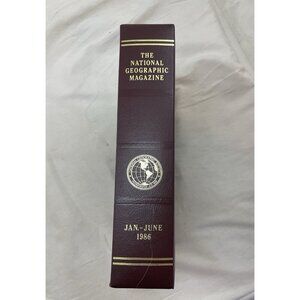 THE
NATIONAL
GEOGRAPHIC
MAGAZINE
JAN.-JUNE
1986